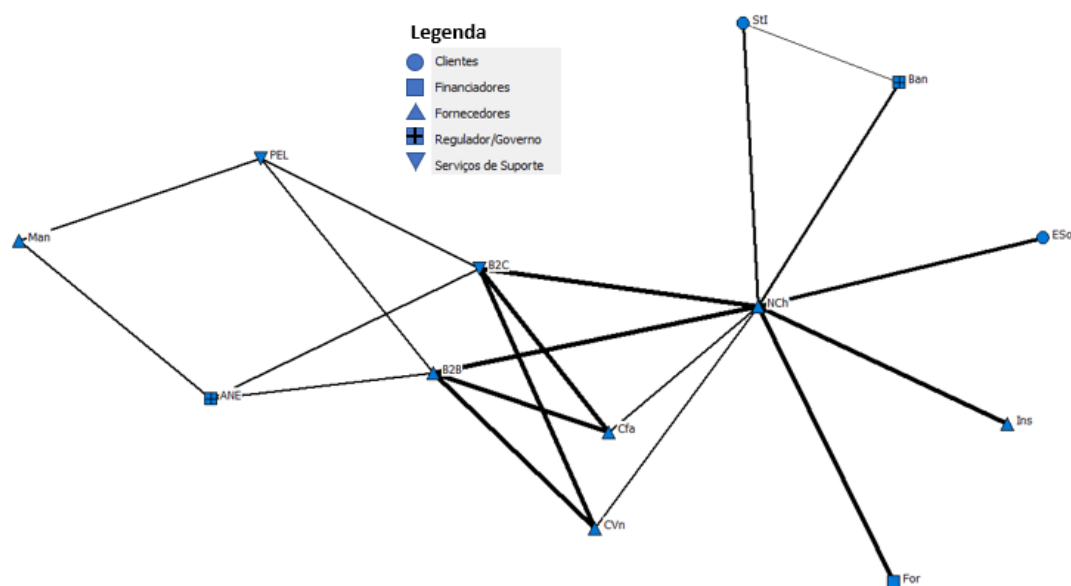 StI
Legenda
Clientes
Ban
Financiadores
Fornecedores
Regulador/Governo
PEL
Serviços de Suporte
Man
ESo
B2C
NCh
B2B
ANE
Cfa
Ins
CVn
For